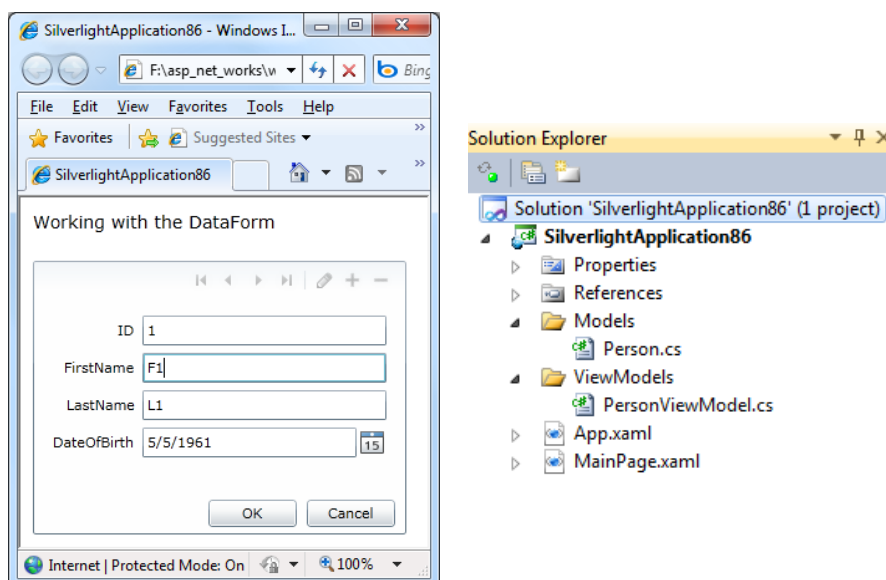 SilverlightApplication86 - Windows I...
F:\asp_net_works\w
Bing
File Edit View Favorites Tools Help
Favorites Suggested Sites
SilverlightApplication86
Working with the DataForm
ID 1
FirstName F1
LastName L1
DateOfBirth 5/5/1961 15
OK Cancel
Internet | Protected Mode: On 100%
Solution Explorer
Solution 'SilverlightApplication86' (1 project)
SilverlightApplication86
Properties
References
Models
Person.cs
ViewModels
PersonViewModel.cs
App.xaml
MainPage.xaml